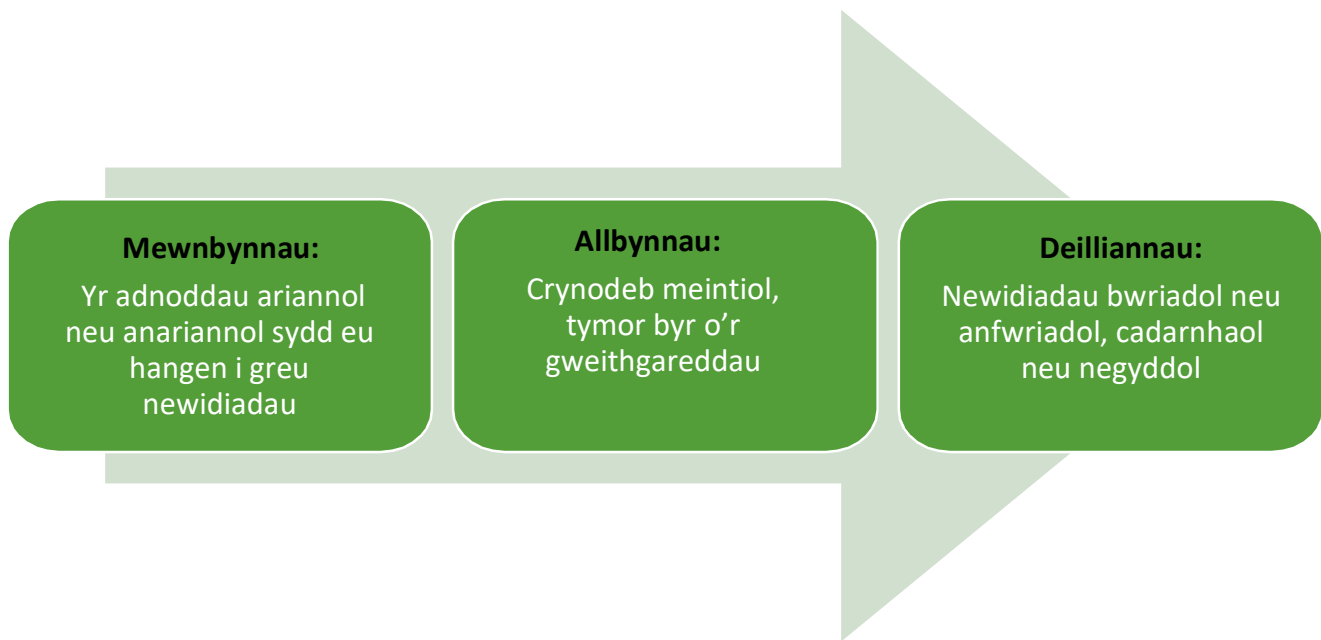 Mewnbynnau:
Yr adnoddau ariannol
neu anariannol sydd eu
hangen i greu
newidiadau
Allbynnau:
Crynodeb meintiol,
tymor byr o’r
gweithgareddau
Deilliannau:
Newidiadau bwriadol neu
anfwriadol, cadarnhaol
neu negyddol